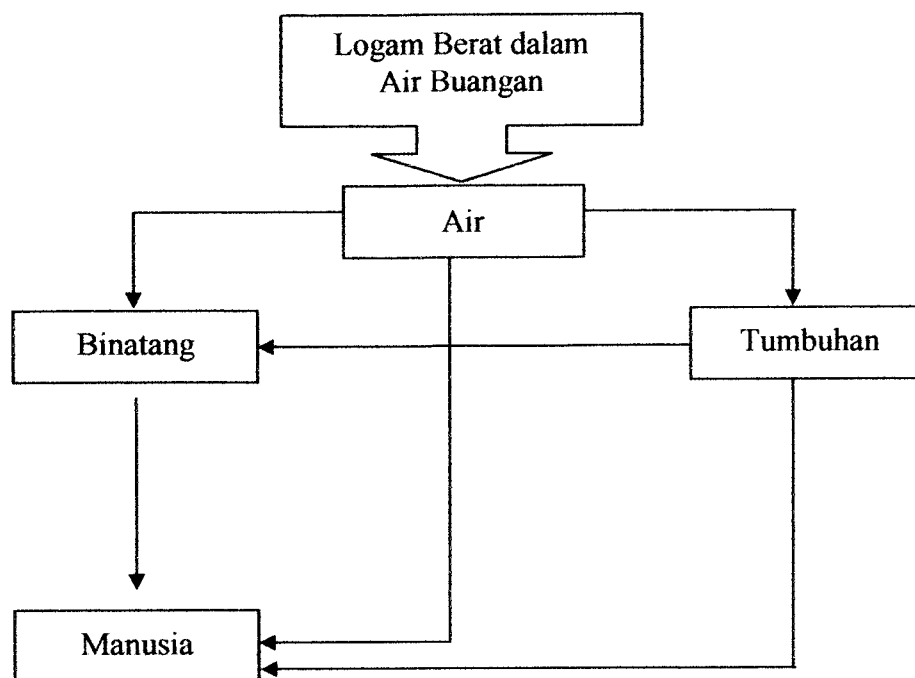 Logam Berat dalam
Air Buangan
Air
Binatang
Tumbuhan
Manusia